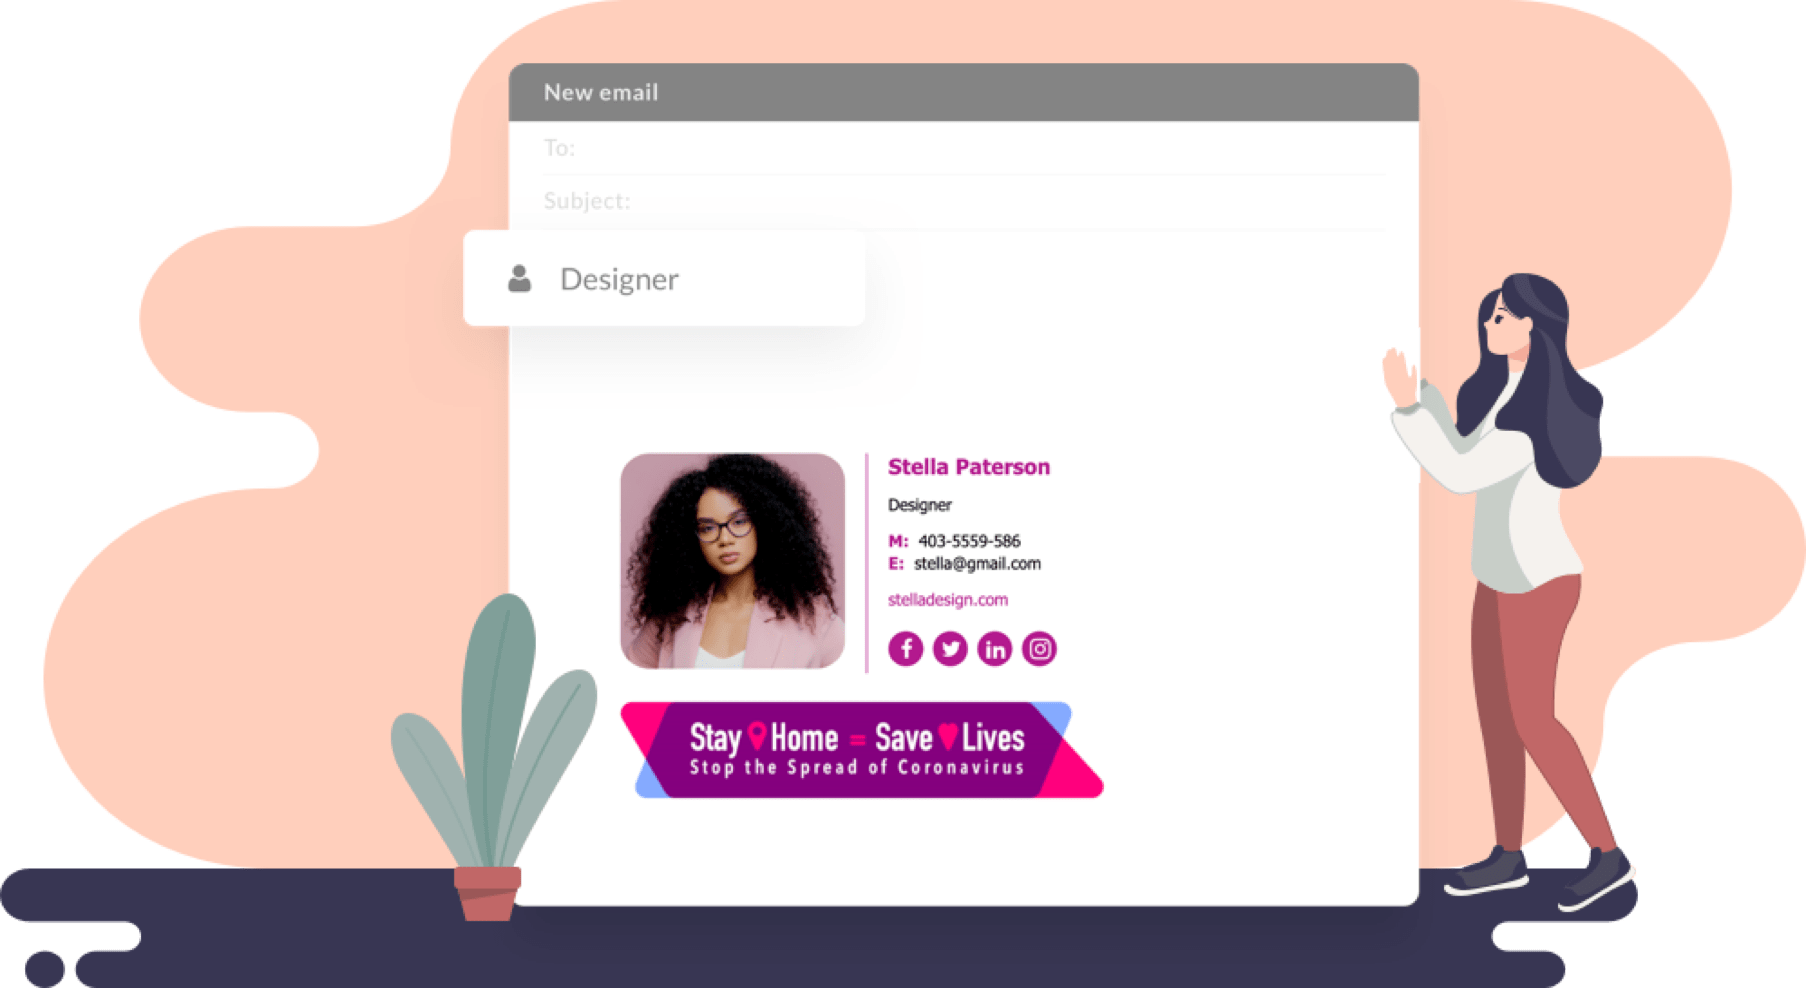 New email
To:
Subject:
Designer
Stella Paterson
Designer
M: 403-5559-586
E: stella@gmail.com
stelladesign.com
Stay Home = Save Lives
Stop the Spread of Coronavirus